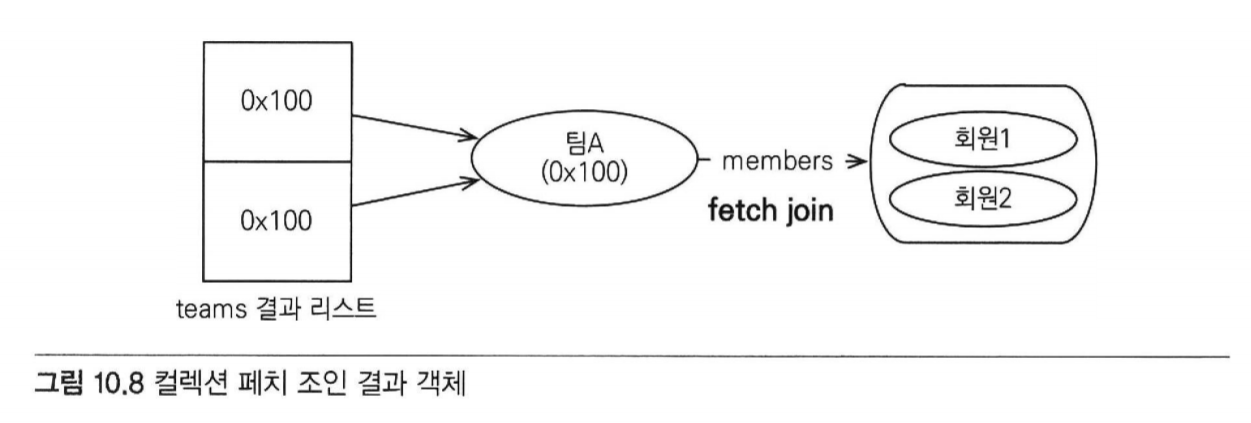 0x100
0x100
teams 결과 리스트
팀A
(0x100)
members
fetch join
회원1
회원2
그림 10.8 컬렉션 페치 조인 결과 객체